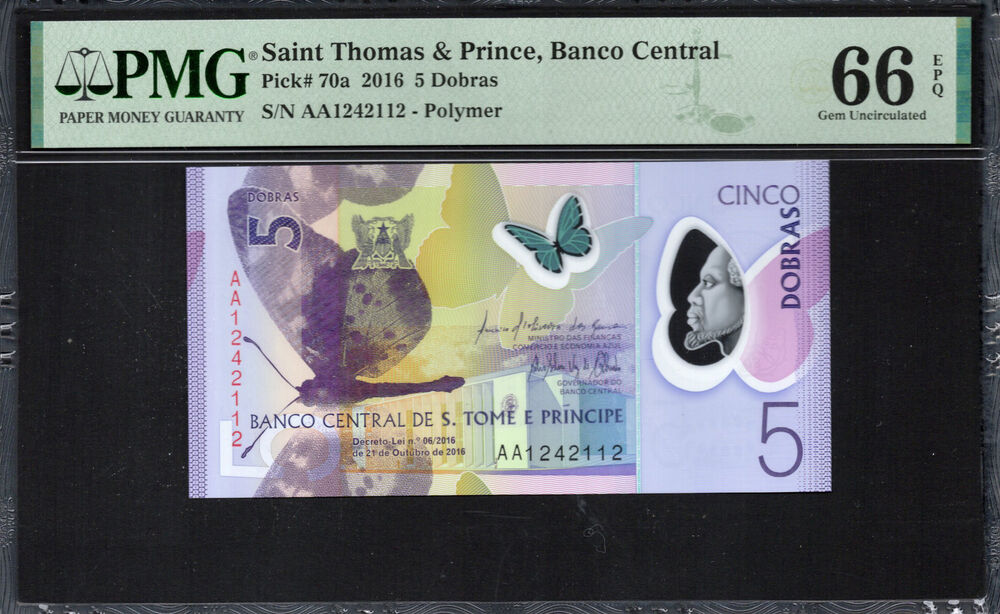 PMG®
PAPER MONEY GUARANTY
Saint Thomas & Prince, Banco Central
Pick# 70a 2016 5 Dobras
S/N AA1242112 - Polymer
66 EPQ
Gem Uncirculated
DOBRAS
5
AA1242112
MINISTRO DAS FINANÇAS
COMÉRCIO E ECONOMIA AZUL
GOVERNADOR DO
BANCO CENTRAL
BANCO CENTRAL DE S. TOMÉ E PRÍNCIPE
Decreto-Lei n.º 06/2016
de 21 de Outubro de 2016
AA1242112
CINCO
DOBRAS
5